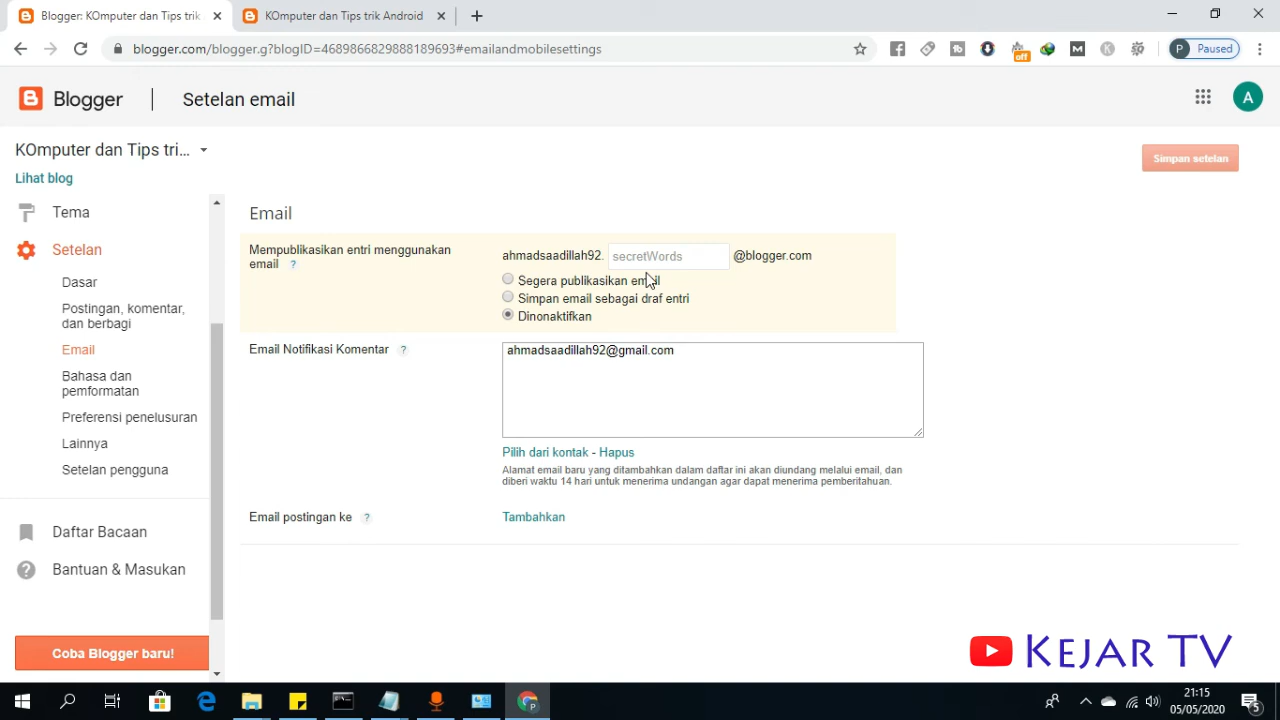 Blogger: KOmputer dan Tips trik
KOmputer dan Tips trik Android
blogger.com/blogger.g?blogID=4689866829888189693#emailandmobilesettings
off
M
K
P Paused
Blogger
Setelan email
A
KOmputer dan Tips tri...
Simpan setelan
Lihat blog
Tema
Setelan
Dasar
Postingan, komentar,
dan berbagi
Email
Bahasa dan
pemformatan
Preferensi penelusuran
Lainnya
Setelan pengguna
Daftar Bacaan
Bantuan & Masukan
Coba Blogger baru!
Email
Mempublikasikan entri menggunakan
email ?
ahmadsaadillah92. secretWords @blogger.com
Segera publikasikan email
Simpan email sebagai draf entri
Dinonaktifkan
Email Notifikasi Komentar ?
ahmadsaadillah92@gmail.com
Pilih dari kontak - Hapus
Alamat email baru yang ditambahkan dalam daftar ini akan diundang melalui email, dan
diberi waktu 14 hari untuk menerima undangan agar dapat menerima pemberitahuan.
Email postingan ke ?
Tambahkan
KEJAR TV
21:15
05/05/2020
5